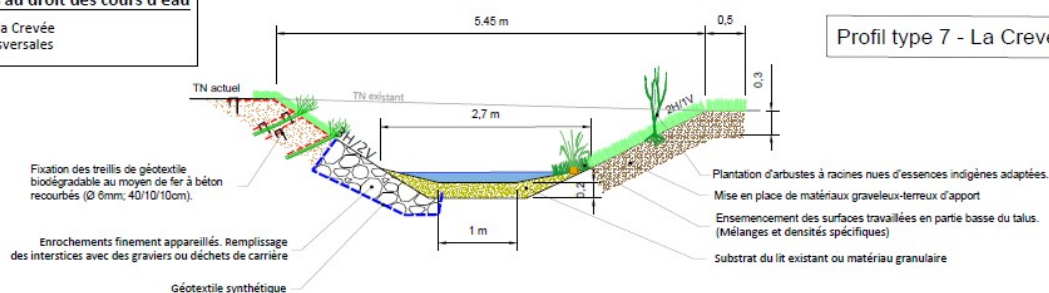 au droit des cours d'eau
a Crevée
sversales
Profil type 7 - La Crev
5.45 m
0,5
0,3
TN actuel
TN existant
2,7 m
2H/1V
3H/2V
0,2
1 m
Fixation des treillis de géotextile
biodégradable au moyen de fer à béton
recourbés (Ø 6mm; 40/10/10cm).
Enrochements finement appareillés. Remplissage
des interstices avec des graviers ou déchets de carrière
Géotextile synthétique
Plantation d'arbustes à racines nues d'essences indigènes adaptées.
Mise en place de matériaux graveleux-terreux d'apport
Ensemencement des surfaces travaillées en partie basse du talus.
(Mélanges et densités spécifiques)
Substrat du lit existant ou matériau granulaire